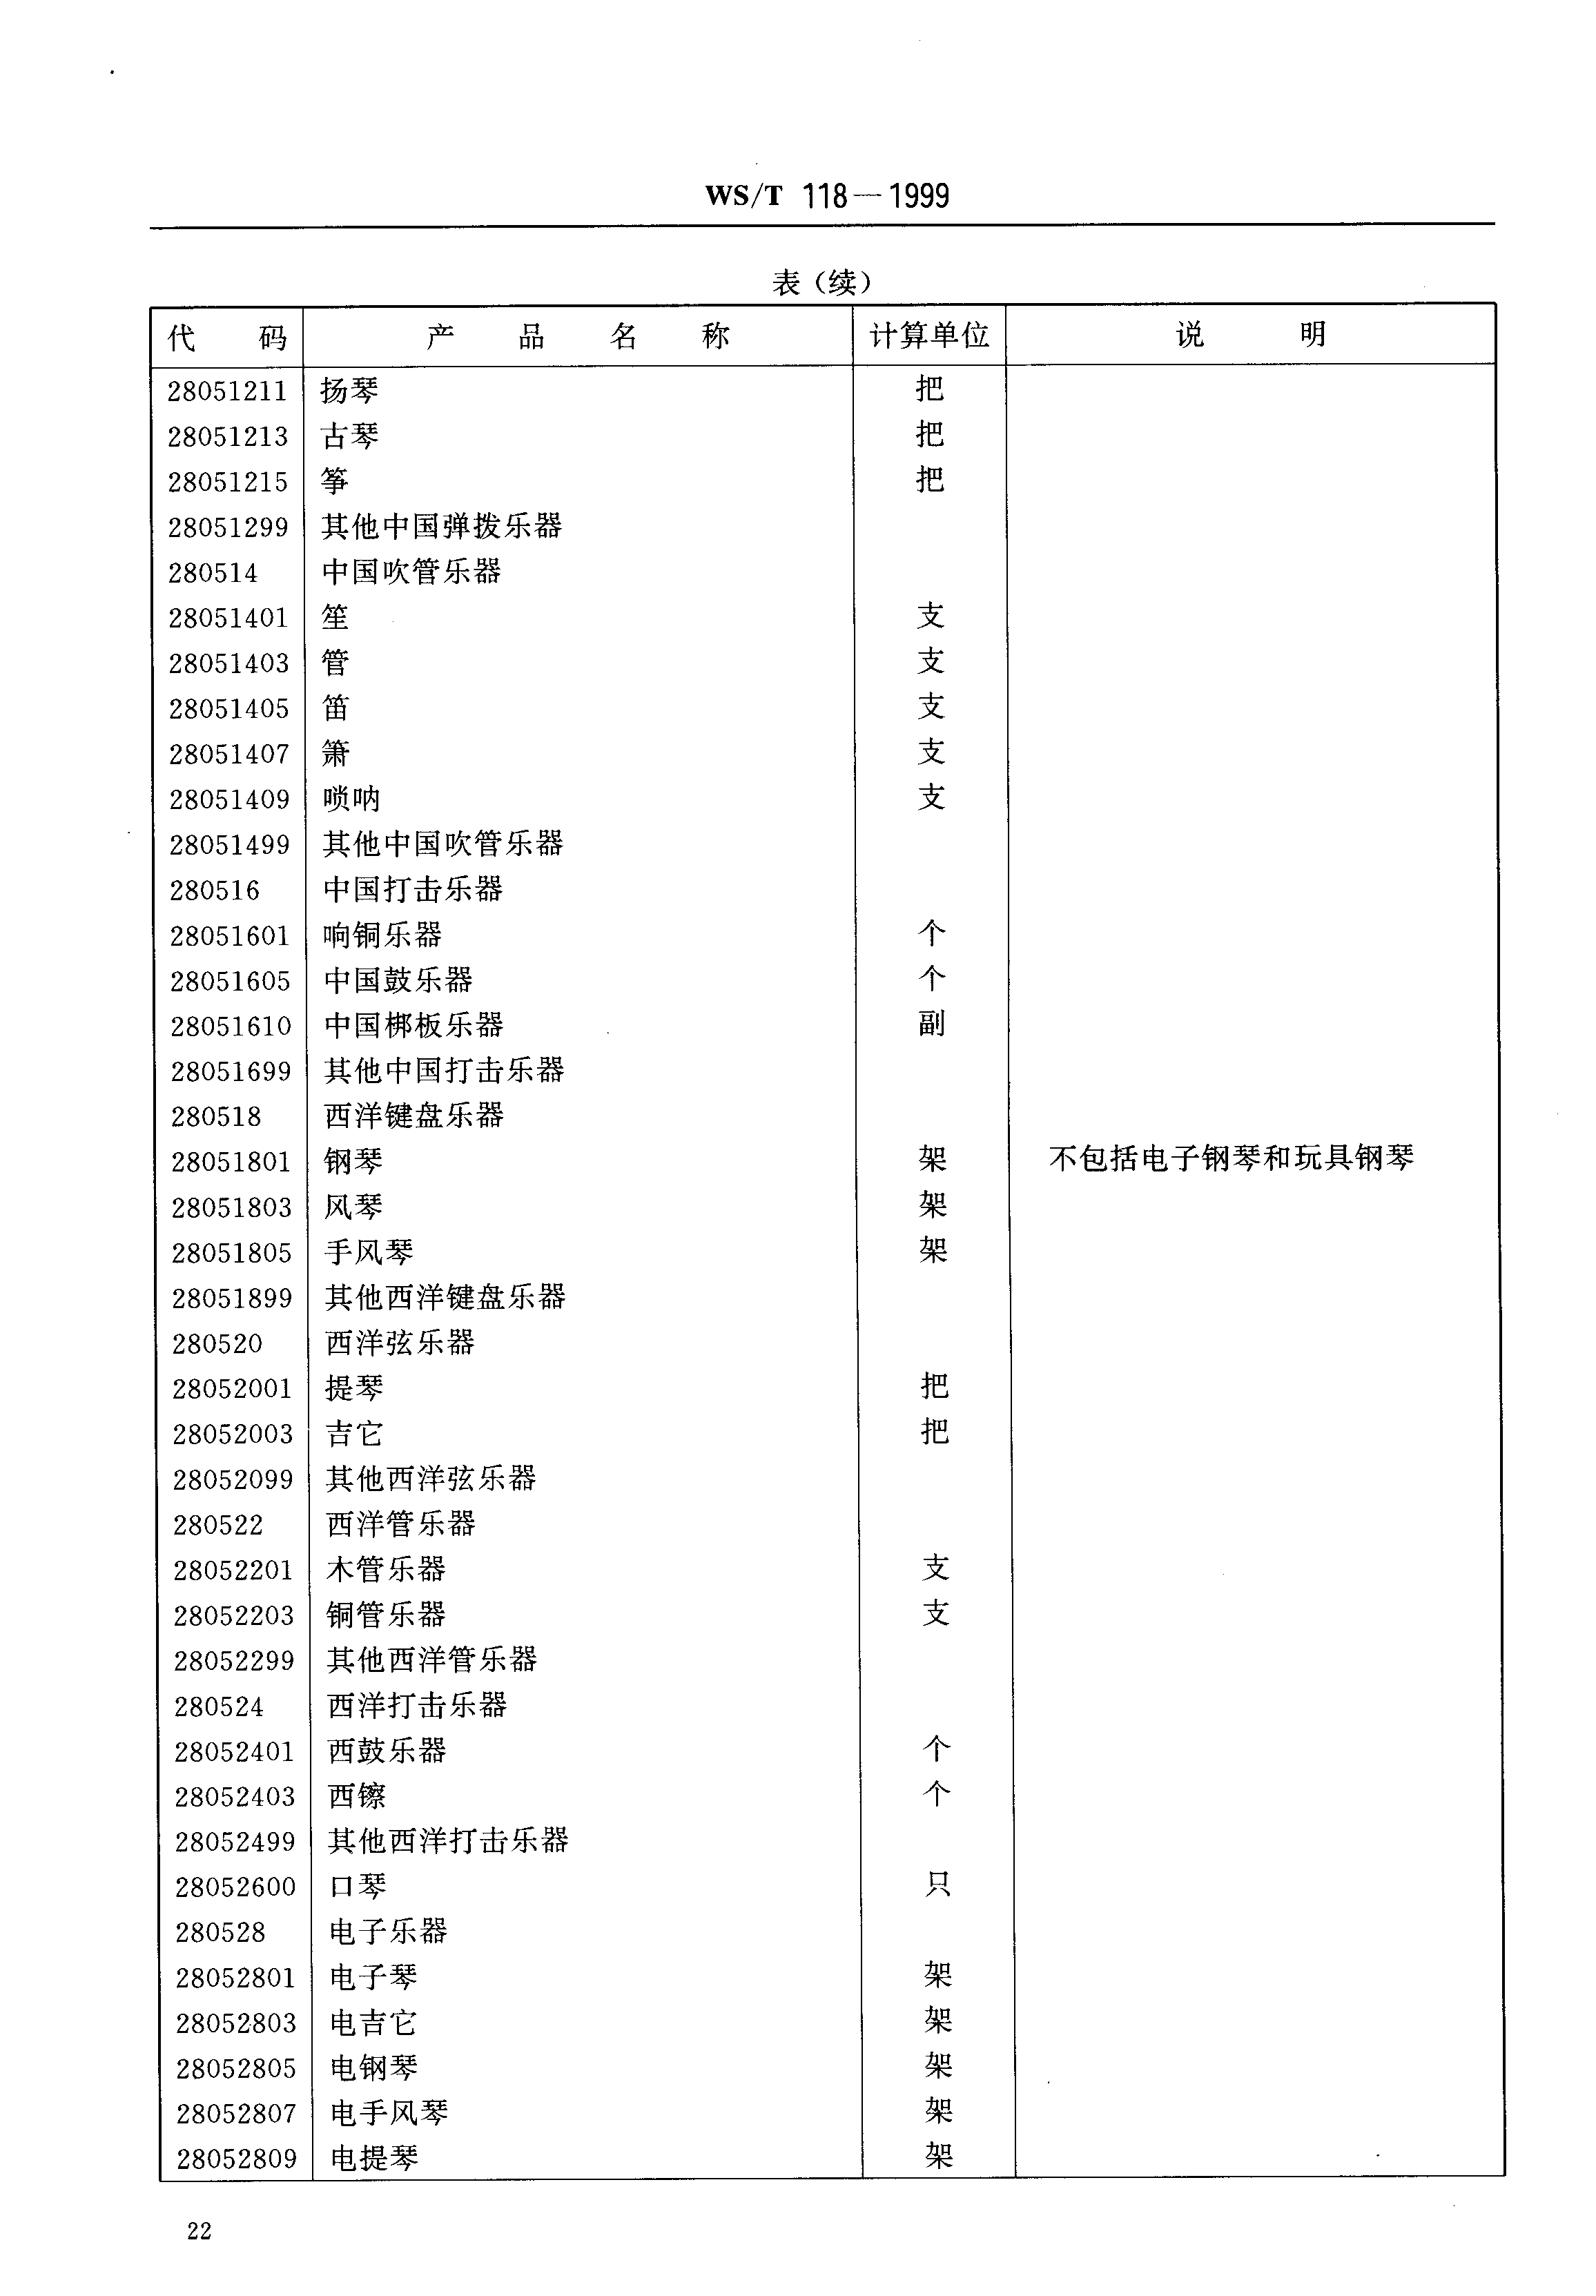 WS/T 118—1999
表（续）
代 码 产 品 名 称 计算单位 说 明
28051211 扬琴 把
28051213 古琴 把
28051215 筝 把
28051299 其他中国弹拨乐器
280514 中国吹管乐器
28051401 笙 支
28051403 管 支
28051405 笛 支
28051407 箫 支
28051409 唢呐 支
28051499 其他中国吹管乐器
280516 中国打击乐器
28051601 响铜乐器 个
28051605 中国鼓乐器 个
28051610 中国梆板乐器 副
28051699 其他中国打击乐器
280518 西洋键盘乐器
28051801 钢琴 架 不包括电子钢琴和玩具钢琴
28051803 风琴 架
28051805 手风琴 架
28051899 其他西洋键盘乐器
280520 西洋弦乐器
28052001 提琴 把
28052003 吉它 把
28052099 其他西洋弦乐器
280522 西洋管乐器
28052201 木管乐器 支
28052203 铜管乐器 支
28052299 其他西洋管乐器
280524 西洋打击乐器
28052401 西鼓乐器 个
28052403 西镲 个
28052499 其他西洋打击乐器
28052600 口琴 只
280528 电子乐器
28052801 电子琴 架
28052803 电吉它 架
28052805 电钢琴 架
28052807 电手风琴 架
28052809 电提琴 架
22